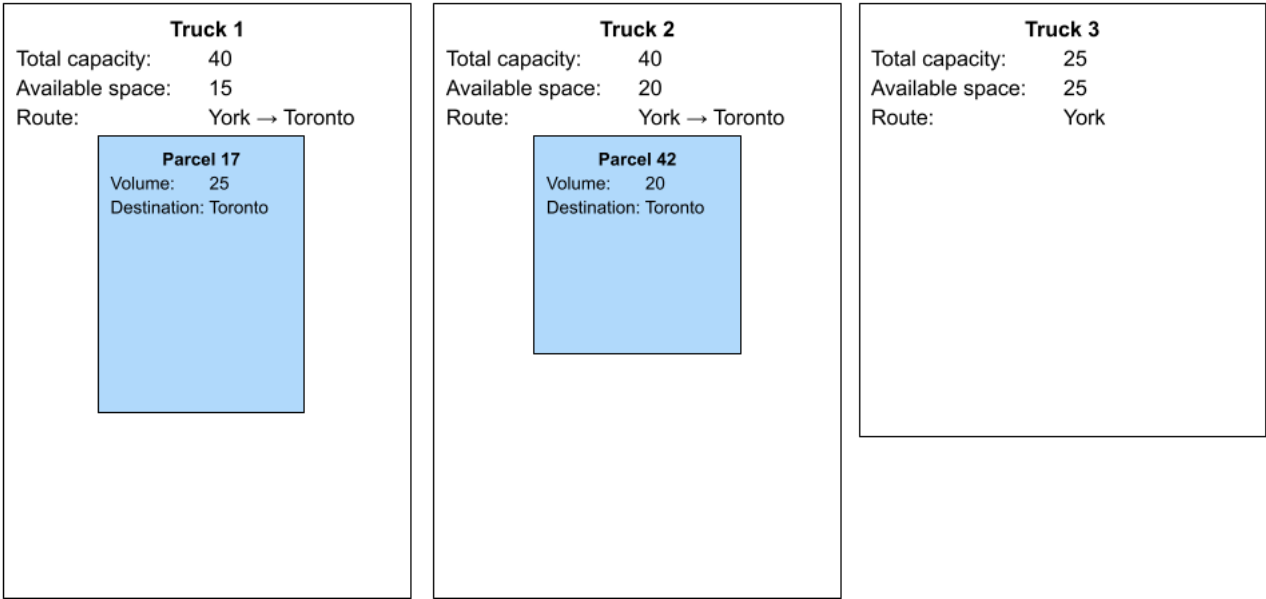 Truck 1
Total capacity: 40
Available space: 15
Route: York → Toronto
Parcel 17
Volume: 25
Destination: Toronto
Truck 2
Total capacity: 40
Available space: 20
Route: York → Toronto
Parcel 42
Volume: 20
Destination: Toronto
Truck 3
Total capacity: 25
Available space: 25
Route: York